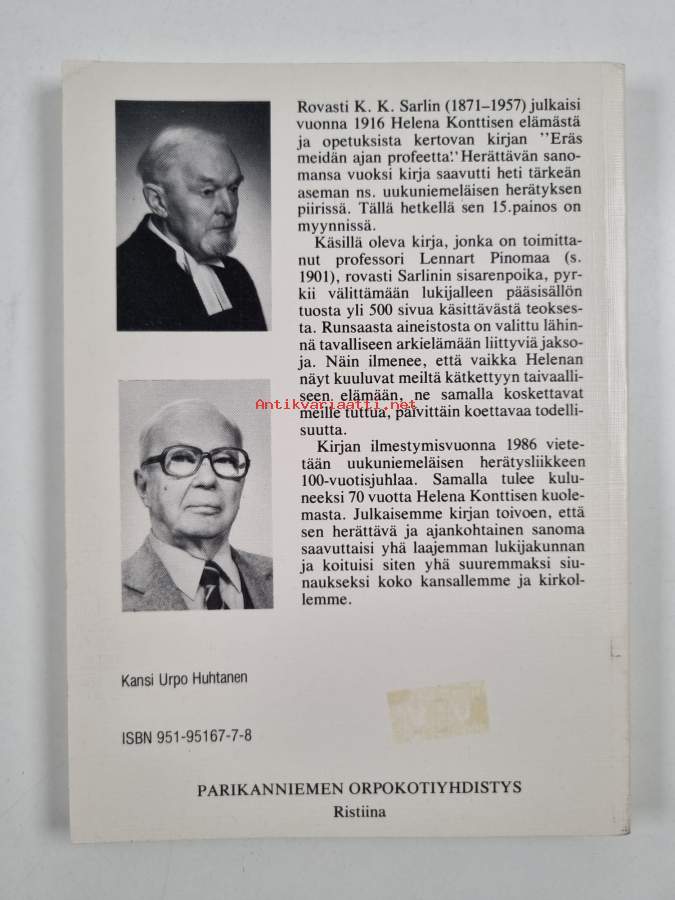 Rovasti K. K. Sarlin (1871–1957) julkaisi
vuonna 1916 Helena Konttisen elämästä
ja opetuksista kertovan kirjan ''Eräs
meidän ajan profeetta''.' Herättävän sano-
mansa vuoksi kirja saavutti heti tärkeän
aseman ns. uukuniemeläisen herätyksen
piirissä. Tällä hetkellä sen 15.painos on
myynnissä.
Käsillä oleva kirja, jonka on toimitta-
nut professori Lennart Pinomaa (s.
1901), rovasti Sarlinin sisarenpoika, pyr-
kii välittämään lukijalleen pääsisällön
tuosta yli 500 sivua käsittävästä teokses-
ta. Runsaasta aineistosta on valittu lähin-
nä tavalliseen arkielämään liittyviä jakso-
ja. Näin ilmenee, että vaikka Helenan
näyt kuuluvat meiltä kätkettyyn taivaalli-
seen elämään, ne samalla koskettavat
Antikvariaatti.net
meille tuttua, päivittäin koettavaa todelli-
suutta.
Kirjan ilmestymisvuonna 1986 viete-
tään uukuniemeläisen herätysliikkeen
100-vuotisjuhlaa. Samalla tulee kulu-
neeksi 70 vuotta Helena Konttisen kuole-
masta. Julkaisemme kirjan toivoen, että
sen herättävä ja ajankohtainen sanoma
saavuttaisi yhä laajemman lukijakunnan
ja koituisi siten yhä suuremmaksi siu-
naukseksi koko kansallemme ja kirkol-
lemme.
Kansi Urpo Huhtanen
ISBN 951-95167-7-8
PARIKANNIEMEN ORPOKOTIYHDISTYS
Ristiina